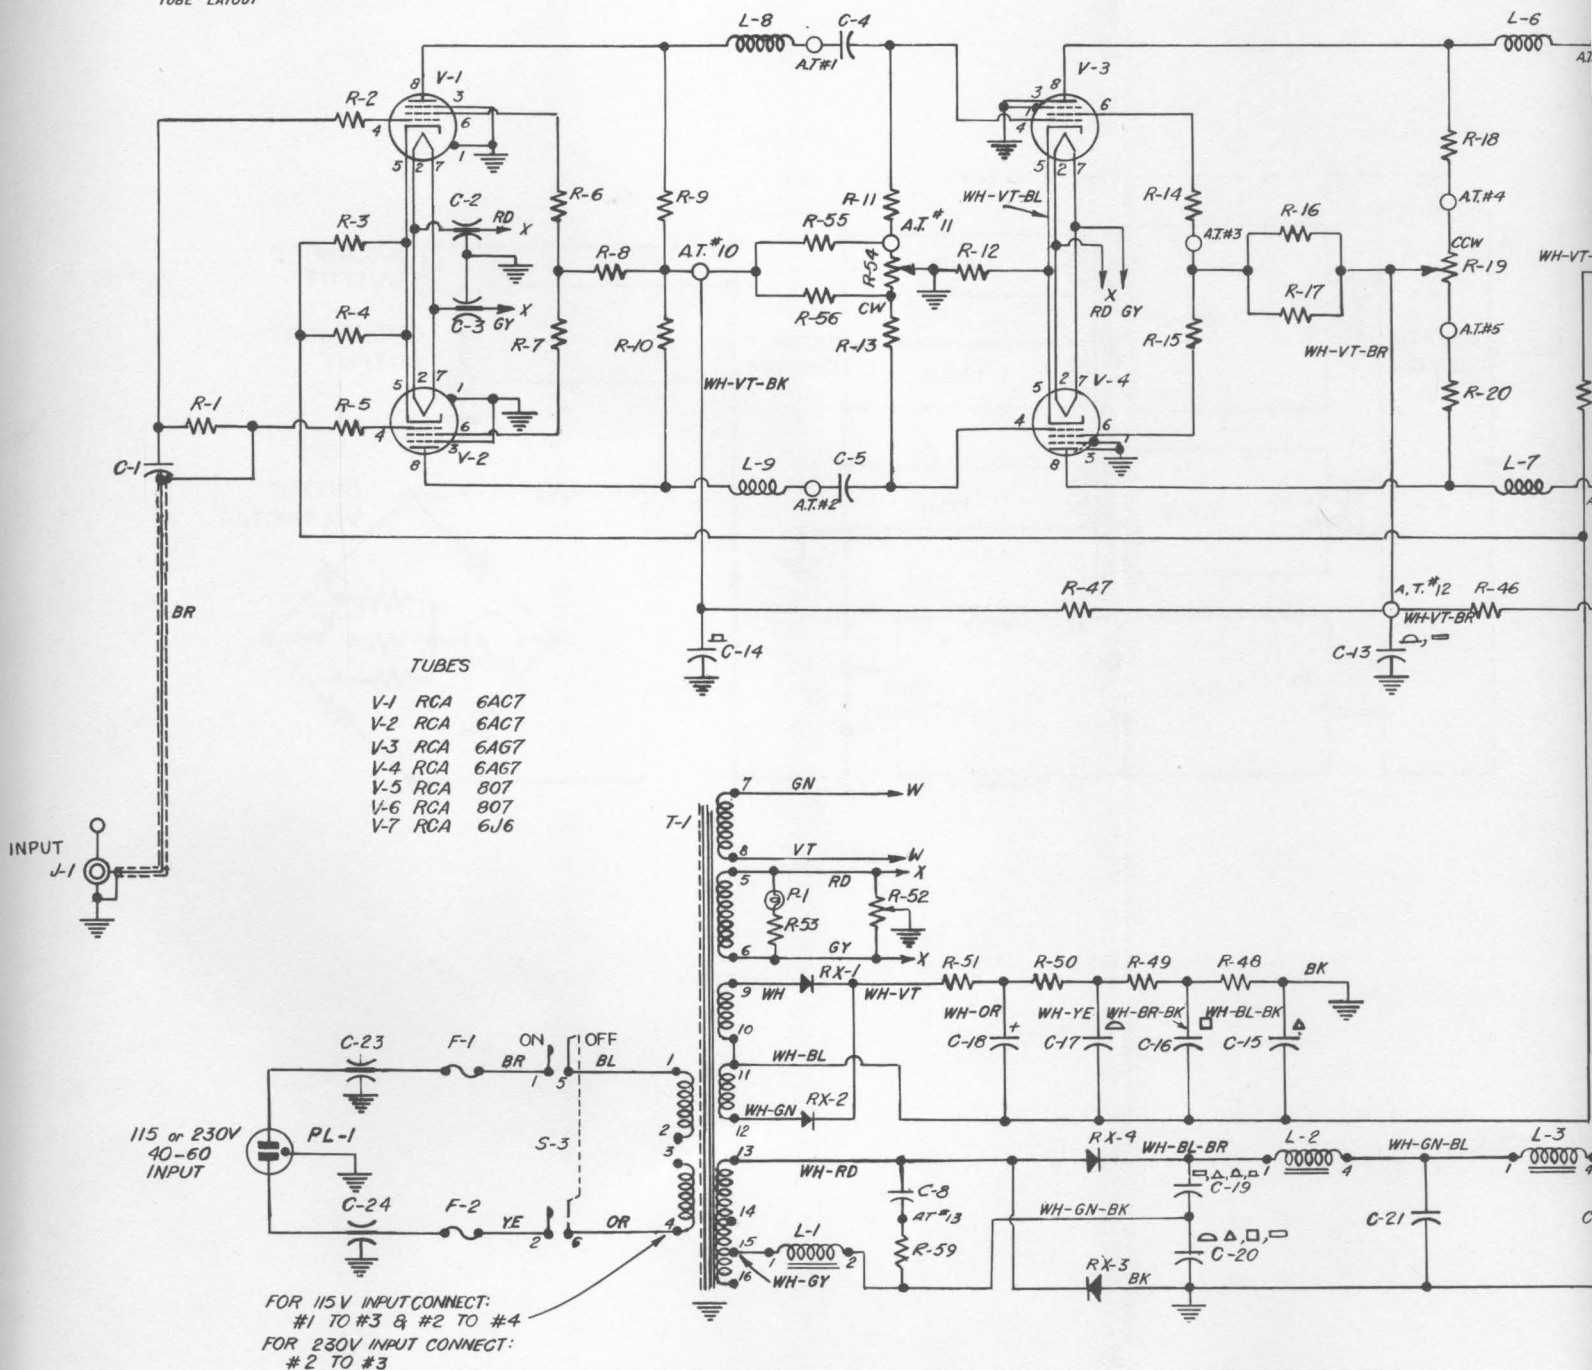 TUBE LAYOUT
L-8
C-4
L-6
A.T.#1
8
V-1
3
R-2
4
6
1
5 2 7
V-3
8
3
6
1
4
5 2 7
R-18
C-2
RD
X
R-3
R-6
R-9
R-11
R-55
A.T.#11
A.T.#10
R-8
R-54
R-12
WH-VT-BL
R-14
R-16
A.T.#3
A.T.#4
CCW
R-19
WH-VT-
R-4
C-3
GY
X
R-7
R-10
R-56
CW
R-13
X
RD GY
R-15
R-17
A.T.#5
WH-VT-BR
WH-VT-BK
R-1
R-5
5 2 7
1
4
6
3
V-2
8
5 2 7
V-4
4
6
1
3
8
R-20
C-1
L-9
C-5
A.T.#2
L-7
BR
R-47
A.T.#12
R-46
WH-VT-BR
C-14
C-13
TUBES
V-1 RCA 6AC7
V-2 RCA 6AC7
V-3 RCA 6AG7
V-4 RCA 6AG7
V-5 RCA 807
V-6 RCA 807
V-7 RCA 6J6
INPUT
J-1
T-1
7
GN
W
8
VT
W
5
RD
X
P-1
R-53
R-52
6
GY
X
9
WH
RX-1
WH-VT
R-51
R-50
R-49
R-48
BK
WH-OR
WH-YE
WH-BR-BK
WH-BL-BK
10
C-18
+
C-17
C-16
C-15
WH-BL
11
WH-GN
RX-2
12
C-23
F-1
ON
OFF
BR
1
5
BL
1
2
3
115 or 230V
40-60
INPUT
PL-1
S-3
C-24
F-2
YE
2
6
OR
4
13
WH-RD
RX-4
WH-BL-BR
L-2
1
4
WH-GN-BL
L-3
1
4
C-8
AT#13
C-19
WH-GN-BK
14
15
L-1
1
2
R-59
C-20
C-21
16
WH-GY
RX-3
BK
FOR 115V INPUT CONNECT:
#1 TO #3 & #2 TO #4
FOR 230V INPUT CONNECT:
#2 TO #3